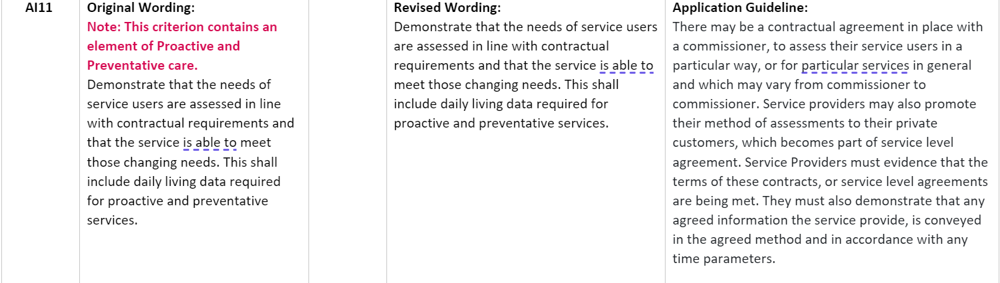 AI11
Original Wording:
Note: This criterion contains an
element of Proactive and
Preventative care.
Demonstrate that the needs of
service users are assessed in line
with contractual requirements and
that the service is able to meet
those changing needs. This shall
include daily living data required
for proactive and preventative
services.
Revised Wording:
Demonstrate that the needs of service users
are assessed in line with contractual
requirements and that the service is able to
meet those changing needs. This shall
include daily living data required for
proactive and preventative services.
Application Guideline:
There may be a contractual agreement in place with
a commissioner, to assess their service users in a
particular way, or for particular services in general
and which may vary from commissioner to
commissioner. Service providers may also promote
their method of assessments to their private
customers, which becomes part of service level
agreement. Service Providers must evidence that the
terms of these contracts, or service level agreements
are being met. They must also demonstrate that any
agreed information the service provide, is conveyed
in the agreed method and in accordance with any
time parameters.